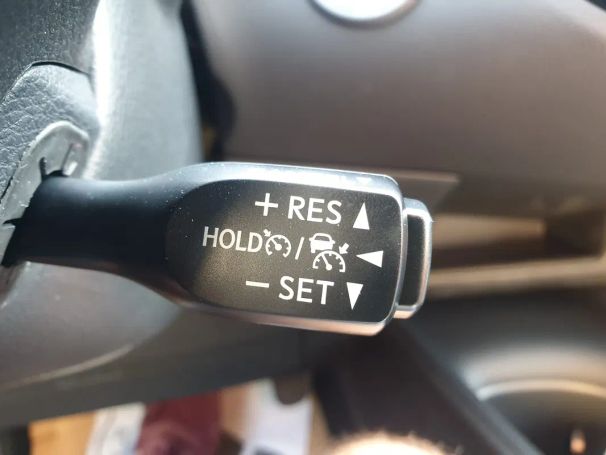 + RES ▲
HOLD / ◀
− SET ▼